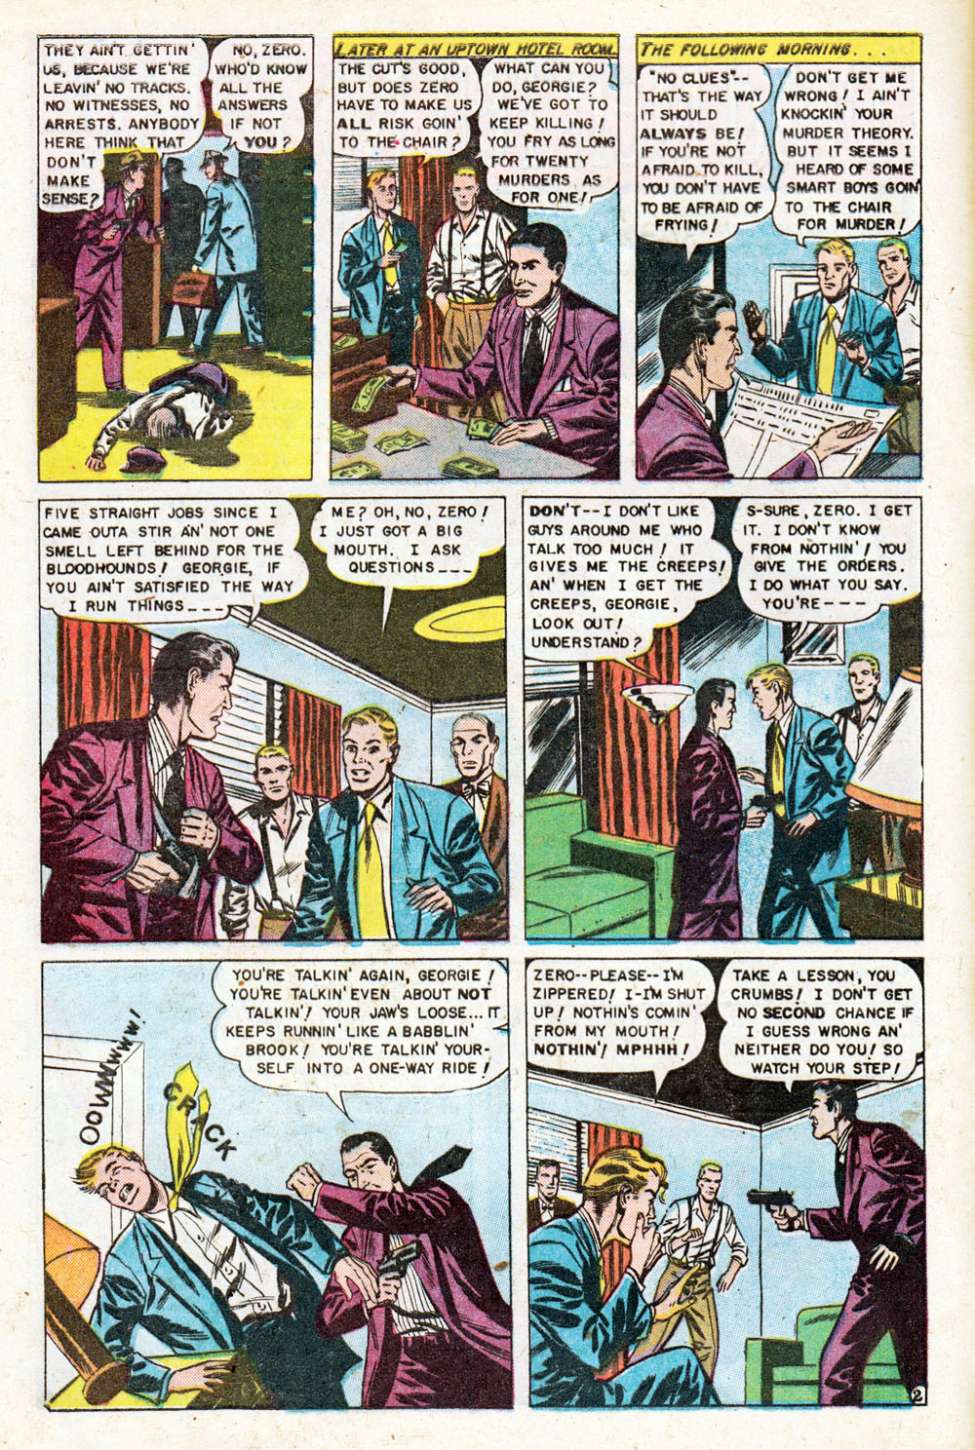 THEY AIN'T GETTIN'
US, BECAUSE WE'RE
LEAVIN' NO TRACKS.
NO WITNESSES, NO
ARRESTS. ANYBODY
HERE THINK THAT
DON'T
MAKE
SENSE?
NO, ZERO.
WHO'D KNOW
ALL THE
ANSWERS
IF NOT
YOU?
LATER AT AN UPTOWN HOTEL ROOM.
THE CUT'S GOOD,
BUT DOES ZERO
HAVE TO MAKE US
ALL RISK GOIN'
TO THE CHAIR?
WHAT CAN YOU
DO, GEORGIE?
WE'VE GOT TO
KEEP KILLING!
YOU FRY AS LONG
FOR TWENTY
MURDERS AS
FOR ONE!
THE FOLLOWING MORNING...
"NO CLUES"--
THAT'S THE WAY
IT SHOULD
ALWAYS BE!
IF YOU'RE NOT
AFRAID TO KILL,
YOU DON'T HAVE
TO BE AFRAID OF
FRYING!
DON'T GET ME
WRONG! I AIN'T
KNOCKIN' YOUR
MURDER THEORY.
BUT IT SEEMS I
HEARD OF SOME
SMART BOYS GOIN'
TO THE CHAIR
FOR MURDER!
FIVE STRAIGHT JOBS SINCE I
CAME OUTA STIR AN' NOT ONE
SMELL LEFT BEHIND FOR THE
BLOODHOUNDS! GEORGIE, IF
YOU AIN'T SATISFIED THE WAY
I RUN THINGS---
ME? OH, NO, ZERO!
I JUST GOT A BIG
MOUTH. I ASK
QUESTIONS---
DON'T--I DON'T LIKE
GUYS AROUND ME WHO
TALK TOO MUCH! IT
GIVES ME THE CREEPS!
AN' WHEN I GET THE
CREEPS, GEORGIE,
LOOK OUT!
UNDERSTAND?
S-SURE, ZERO. I GET
IT. I DON'T KNOW
FROM NOTHIN'! YOU
GIVE THE ORDERS.
I DO WHAT YOU SAY.
YOU'RE---
OOWWWwww!
CRACK
YOU'RE TALKIN' AGAIN, GEORGIE!
YOU'RE TALKIN' EVEN ABOUT NOT
TALKIN'! YOUR JAW'S LOOSE...IT
KEEPS RUNNIN' LIKE A BABBLIN'
BROOK! YOU'RE TALKIN' YOUR-
SELF INTO A ONE-WAY RIDE!
ZERO--PLEASE--I'M
ZIPPERED! I-I'M SHUT
UP! NOTHIN'S COMIN'
FROM MY MOUTH!
NOTHIN'! MPHHH!
TAKE A LESSON, YOU
CRUMBS! I DON'T GET
NO SECOND CHANCE IF
I GUESS WRONG AN'
NEITHER DO YOU! SO
WATCH YOUR STEP!
2